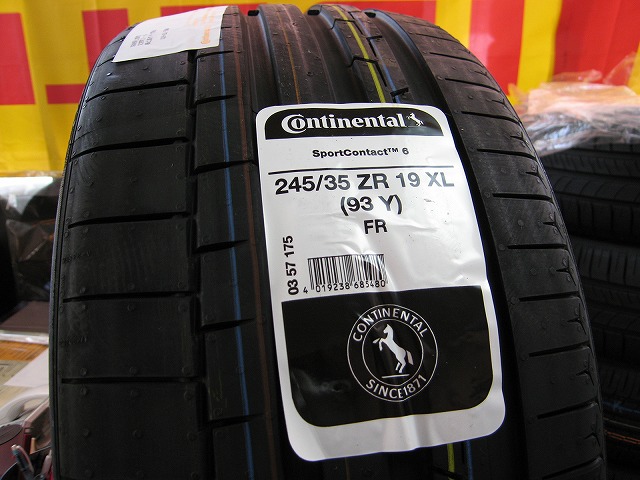 Continental
SportContact™ 6
245/35 ZR 19 XL
(93 Y)
FR
03 57 175
4 019238 685480
CONTINENTAL
SINCE 1871